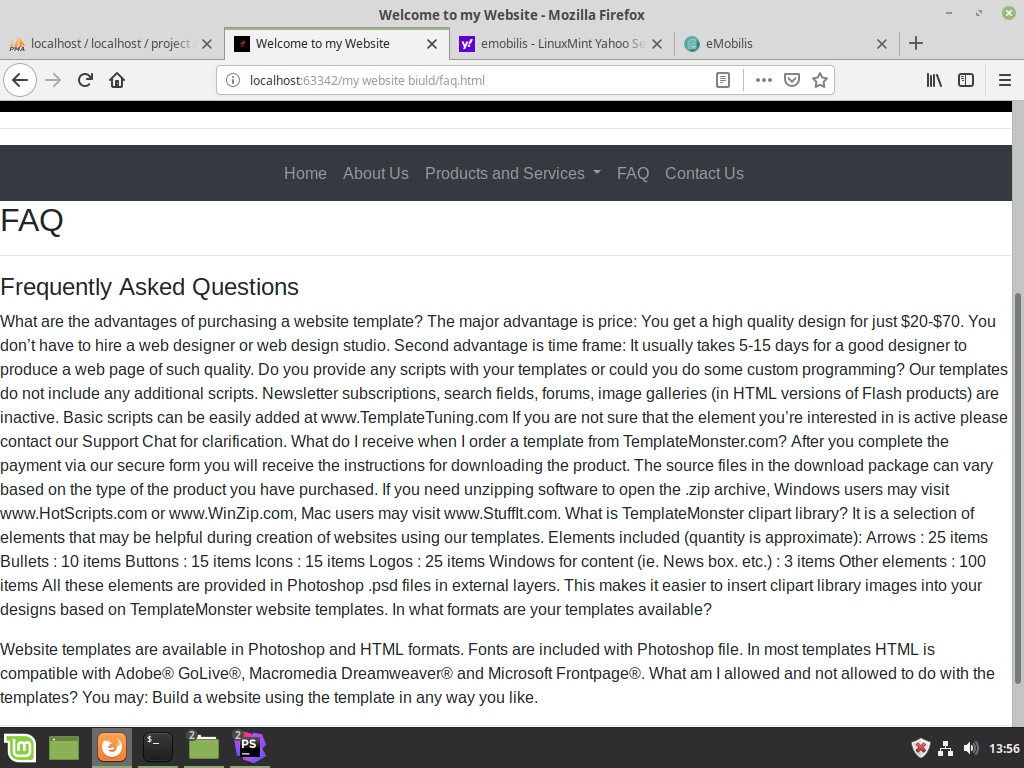 Welcome to my Website - Mozilla Firefox
localhost / localhost / project
Welcome to my Website
emobilis - LinuxMint Yahoo Se
eMobilis
localhost:63342/my website biuld/faq.html
Home About Us Products and Services FAQ Contact Us
FAQ
Frequently Asked Questions
What are the advantages of purchasing a website template? The major advantage is price: You get a high quality design for just $20-$70. You
don’t have to hire a web designer or web design studio. Second advantage is time frame: It usually takes 5-15 days for a good designer to
produce a web page of such quality. Do you provide any scripts with your templates or could you do some custom programming? Our templates
do not include any additional scripts. Newsletter subscriptions, search fields, forums, image galleries (in HTML versions of Flash products) are
inactive. Basic scripts can be easily added at www.TemplateTuning.com If you are not sure that the element you’re interested in is active please
contact our Support Chat for clarification. What do I receive when I order a template from TemplateMonster.com? After you complete the
payment via our secure form you will receive the instructions for downloading the product. The source files in the download package can vary
based on the type of the product you have purchased. If you need unzipping software to open the .zip archive, Windows users may visit
www.HotScripts.com or www.WinZip.com, Mac users may visit www.StuffIt.com. What is TemplateMonster clipart library? It is a selection of
elements that may be helpful during creation of websites using our templates. Elements included (quantity is approximate): Arrows : 25 items
Bullets : 10 items Buttons : 15 items Icons : 15 items Logos : 25 items Windows for content (ie. News box. etc.) : 3 items Other elements : 100
items All these elements are provided in Photoshop .psd files in external layers. This makes it easier to insert clipart library images into your
designs based on TemplateMonster website templates. In what formats are your templates available?
Website templates are available in Photoshop and HTML formats. Fonts are included with Photoshop file. In most templates HTML is
compatible with Adobe® GoLive®, Macromedia Dreamweaver® and Microsoft Frontpage®. What am I allowed and not allowed to do with the
templates? You may: Build a website using the template in any way you like.
2
2
PS
13:56